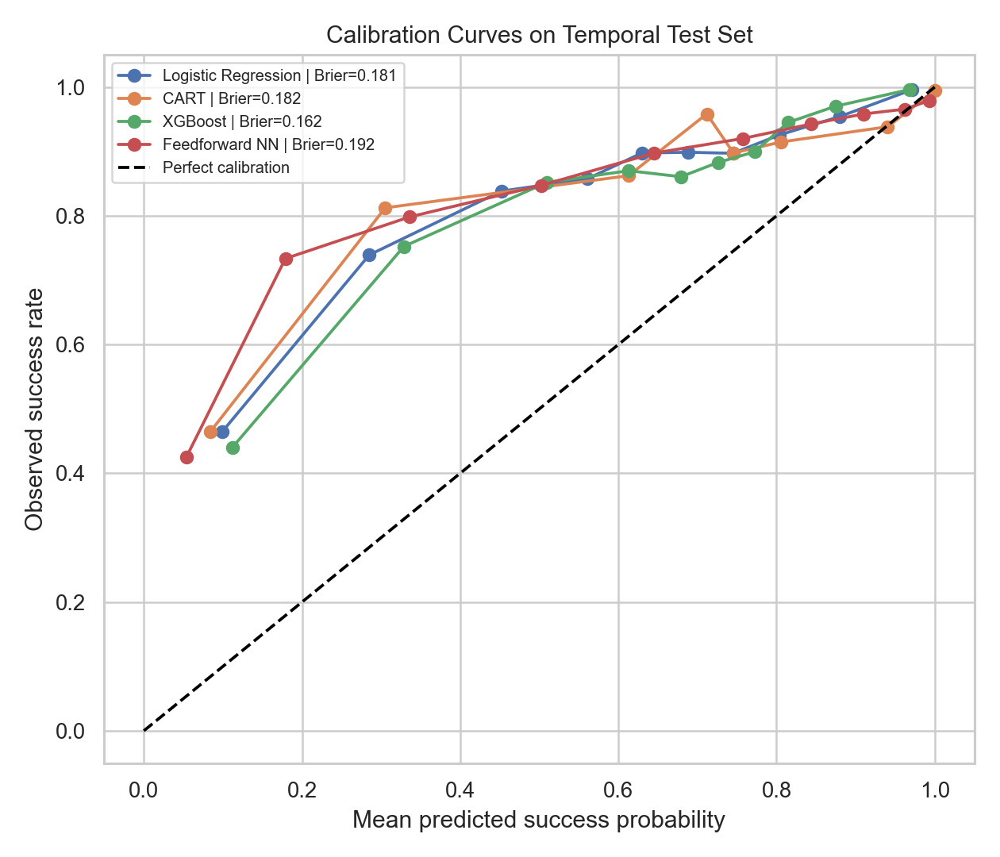 Calibration Curves on Temporal Test Set
Logistic Regression | Brier=0.181
CART | Brier=0.182
XGBoost | Brier=0.162
Feedforward NN | Brier=0.192
Perfect calibration
Observed success rate
1.0
0.8
0.6
0.4
0.2
0.0
0.0 0.2 0.4 0.6 0.8 1.0
Mean predicted success probability